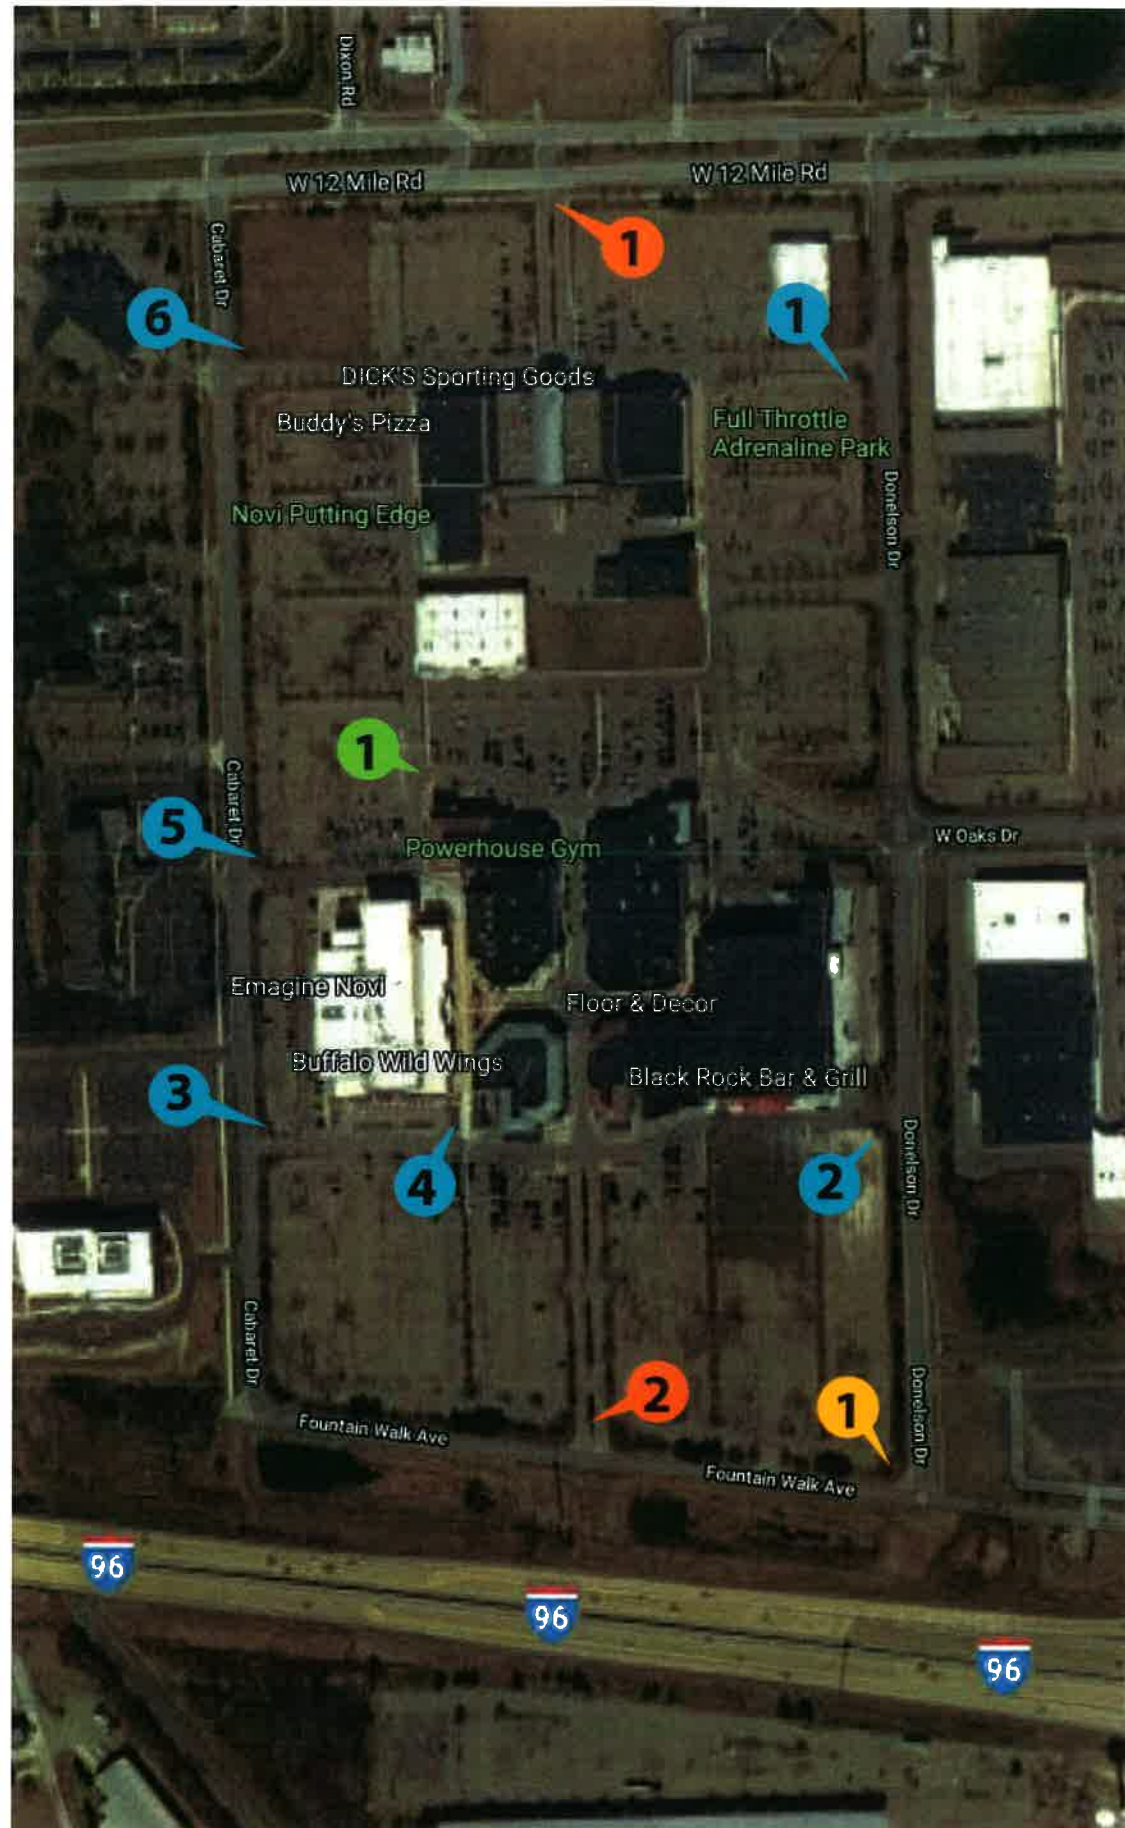 Dixon Rd
W 12 Mile Rd
W 12 Mile Rd
Cabaret Dr
1
6
1
DICK'S Sporting Goods
Buddy's Pizza
Full Throttle
Adrenaline Park
Novi Putting Edge
Donelson Dr
1
Cabaret Dr
5
W Oaks Dr
Powerhouse Gym
Emagine Novi
Floor & Decor
Buffalo Wild Wings
Black Rock Bar & Grill
3
4
2
Donelson Dr
Cabaret Dr
2
1
Donelson Dr
Fountain Walk Ave
Fountain Walk Ave
96
96
96